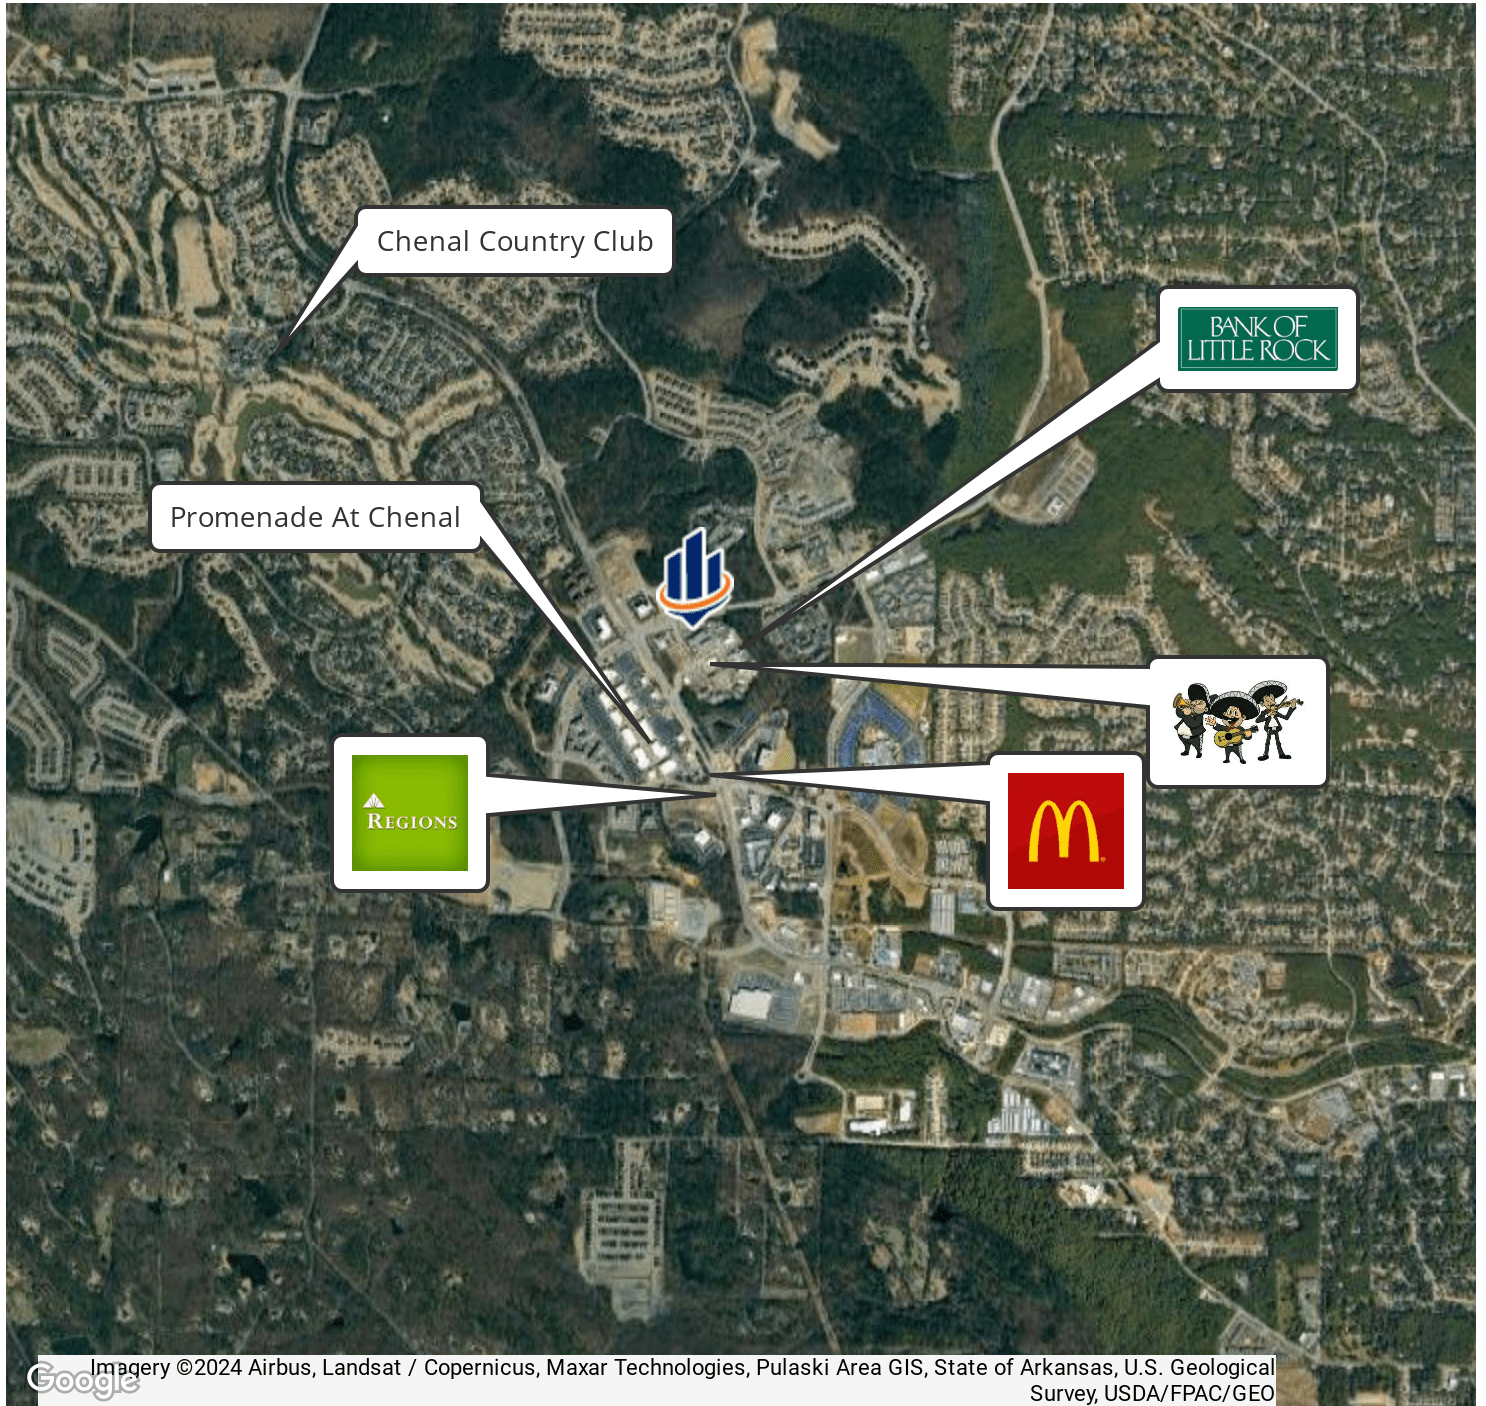 Chenal Country Club
BANK OF
LITTLE ROCK
Promenade At Chenal
REGIONS
M
Google
Imagery ©2024 Airbus, Landsat / Copernicus, Maxar Technologies, Pulaski Area GIS, State of Arkansas, U.S. Geological
Survey, USDA/FPAC/GEO